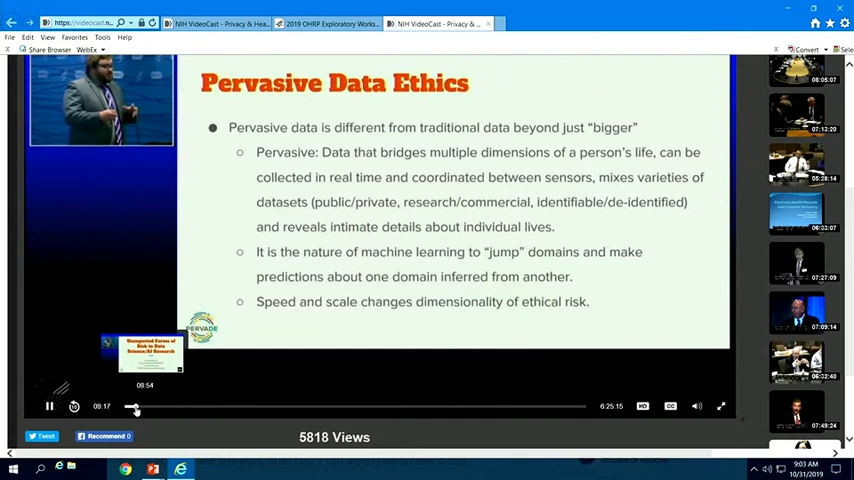 https://videocast.n...
NIH VideoCast - Privacy & Hea...
2019 OHRP Exploratory Works...
NIH VideoCast - Privacy & ...
File Edit View Favorites Tools Help
Share Browser WebEx
Convert
Select
Pervasive Data Ethics
Pervasive data is different from traditional data beyond just “bigger”
Pervasive: Data that bridges multiple dimensions of a person’s life, can be
collected in real time and coordinated between sensors, mixes varieties of
datasets (public/private, research/commercial, identifiable/de-identified)
and reveals intimate details about individual lives.
It is the nature of machine learning to “jump” domains and make
predictions about one domain inferred from another.
Speed and scale changes dimensionality of ethical risk.
PERVADE
Unexpected Forms of
Risk in Data
Science/AI Research
08:54
09:17
6:25:15
HD
CC
Tweet
Recommend 0
5818 Views
08:05:07
07:13:20
05:28:14
06:33:07
07:27:09
07:09:14
06:32:40
07:49:24
9:03 AM
10/31/2019